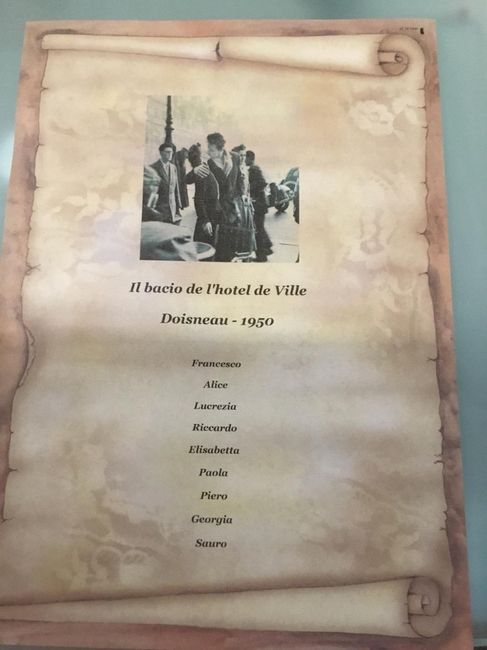 Il bacio de l'hotel de Ville
Doisneau - 1950
Francesco
Alice
Lucrezia
Riccardo
Elisabetta
Paola
Piero
Georgia
Sauro